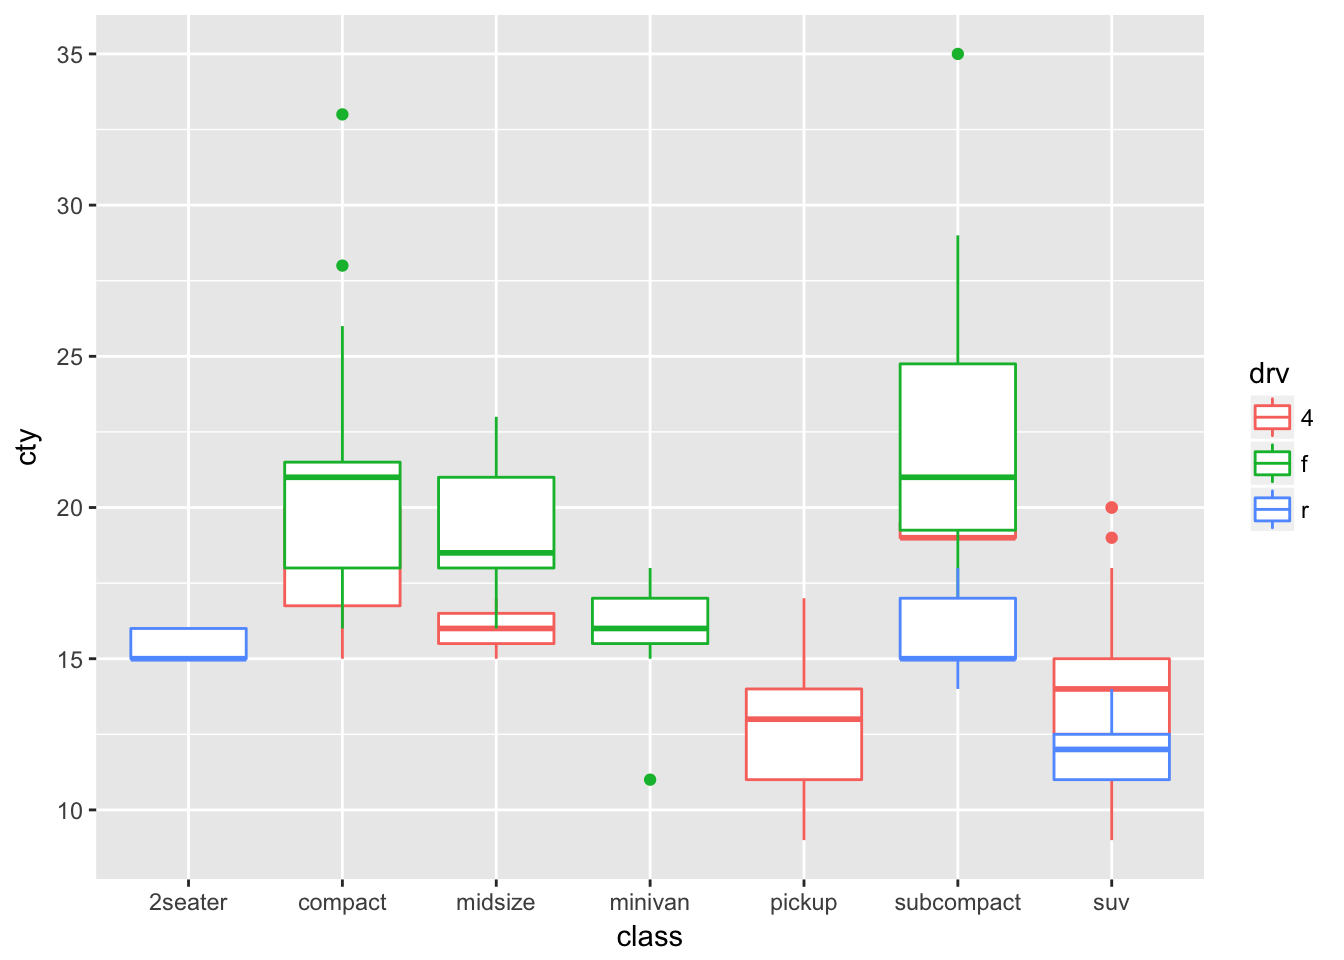 35
30
25
20
15
10
cty
2seater compact midsize minivan pickup subcompact suv
class
drv
4
f
r